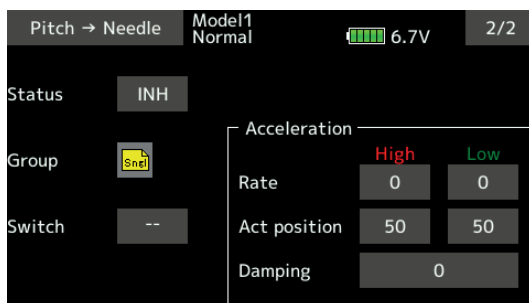 Pitch → Needle Model1 Normal 6.7V 2/2
Status INH
Acceleration
High Low
Group Sngl
Rate 0 0
Switch --
Act position 50 50
Damping 0